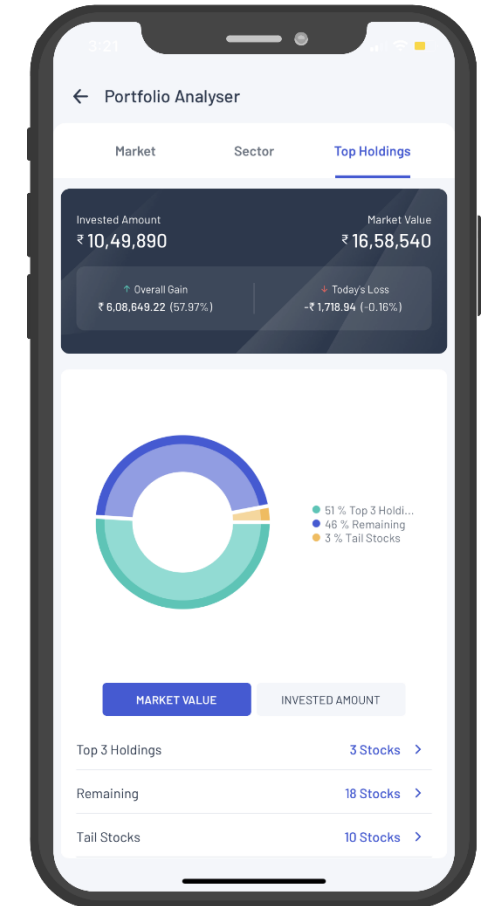 3:21
Portfolio Analyser
Market Sector Top Holdings
Invested Amount Market Value
₹ 10,49,890 ₹ 16,58,540
↑ Overall Gain ↓ Today's Loss
₹ 6,08,649.22 (57.97%) -₹ 1,718.94 (-0.16%)
51 % Top 3 Holdi...
46 % Remaining
3 % Tail Stocks
MARKET VALUE INVESTED AMOUNT
Top 3 Holdings 3 Stocks >
Remaining 18 Stocks >
Tail Stocks 10 Stocks >